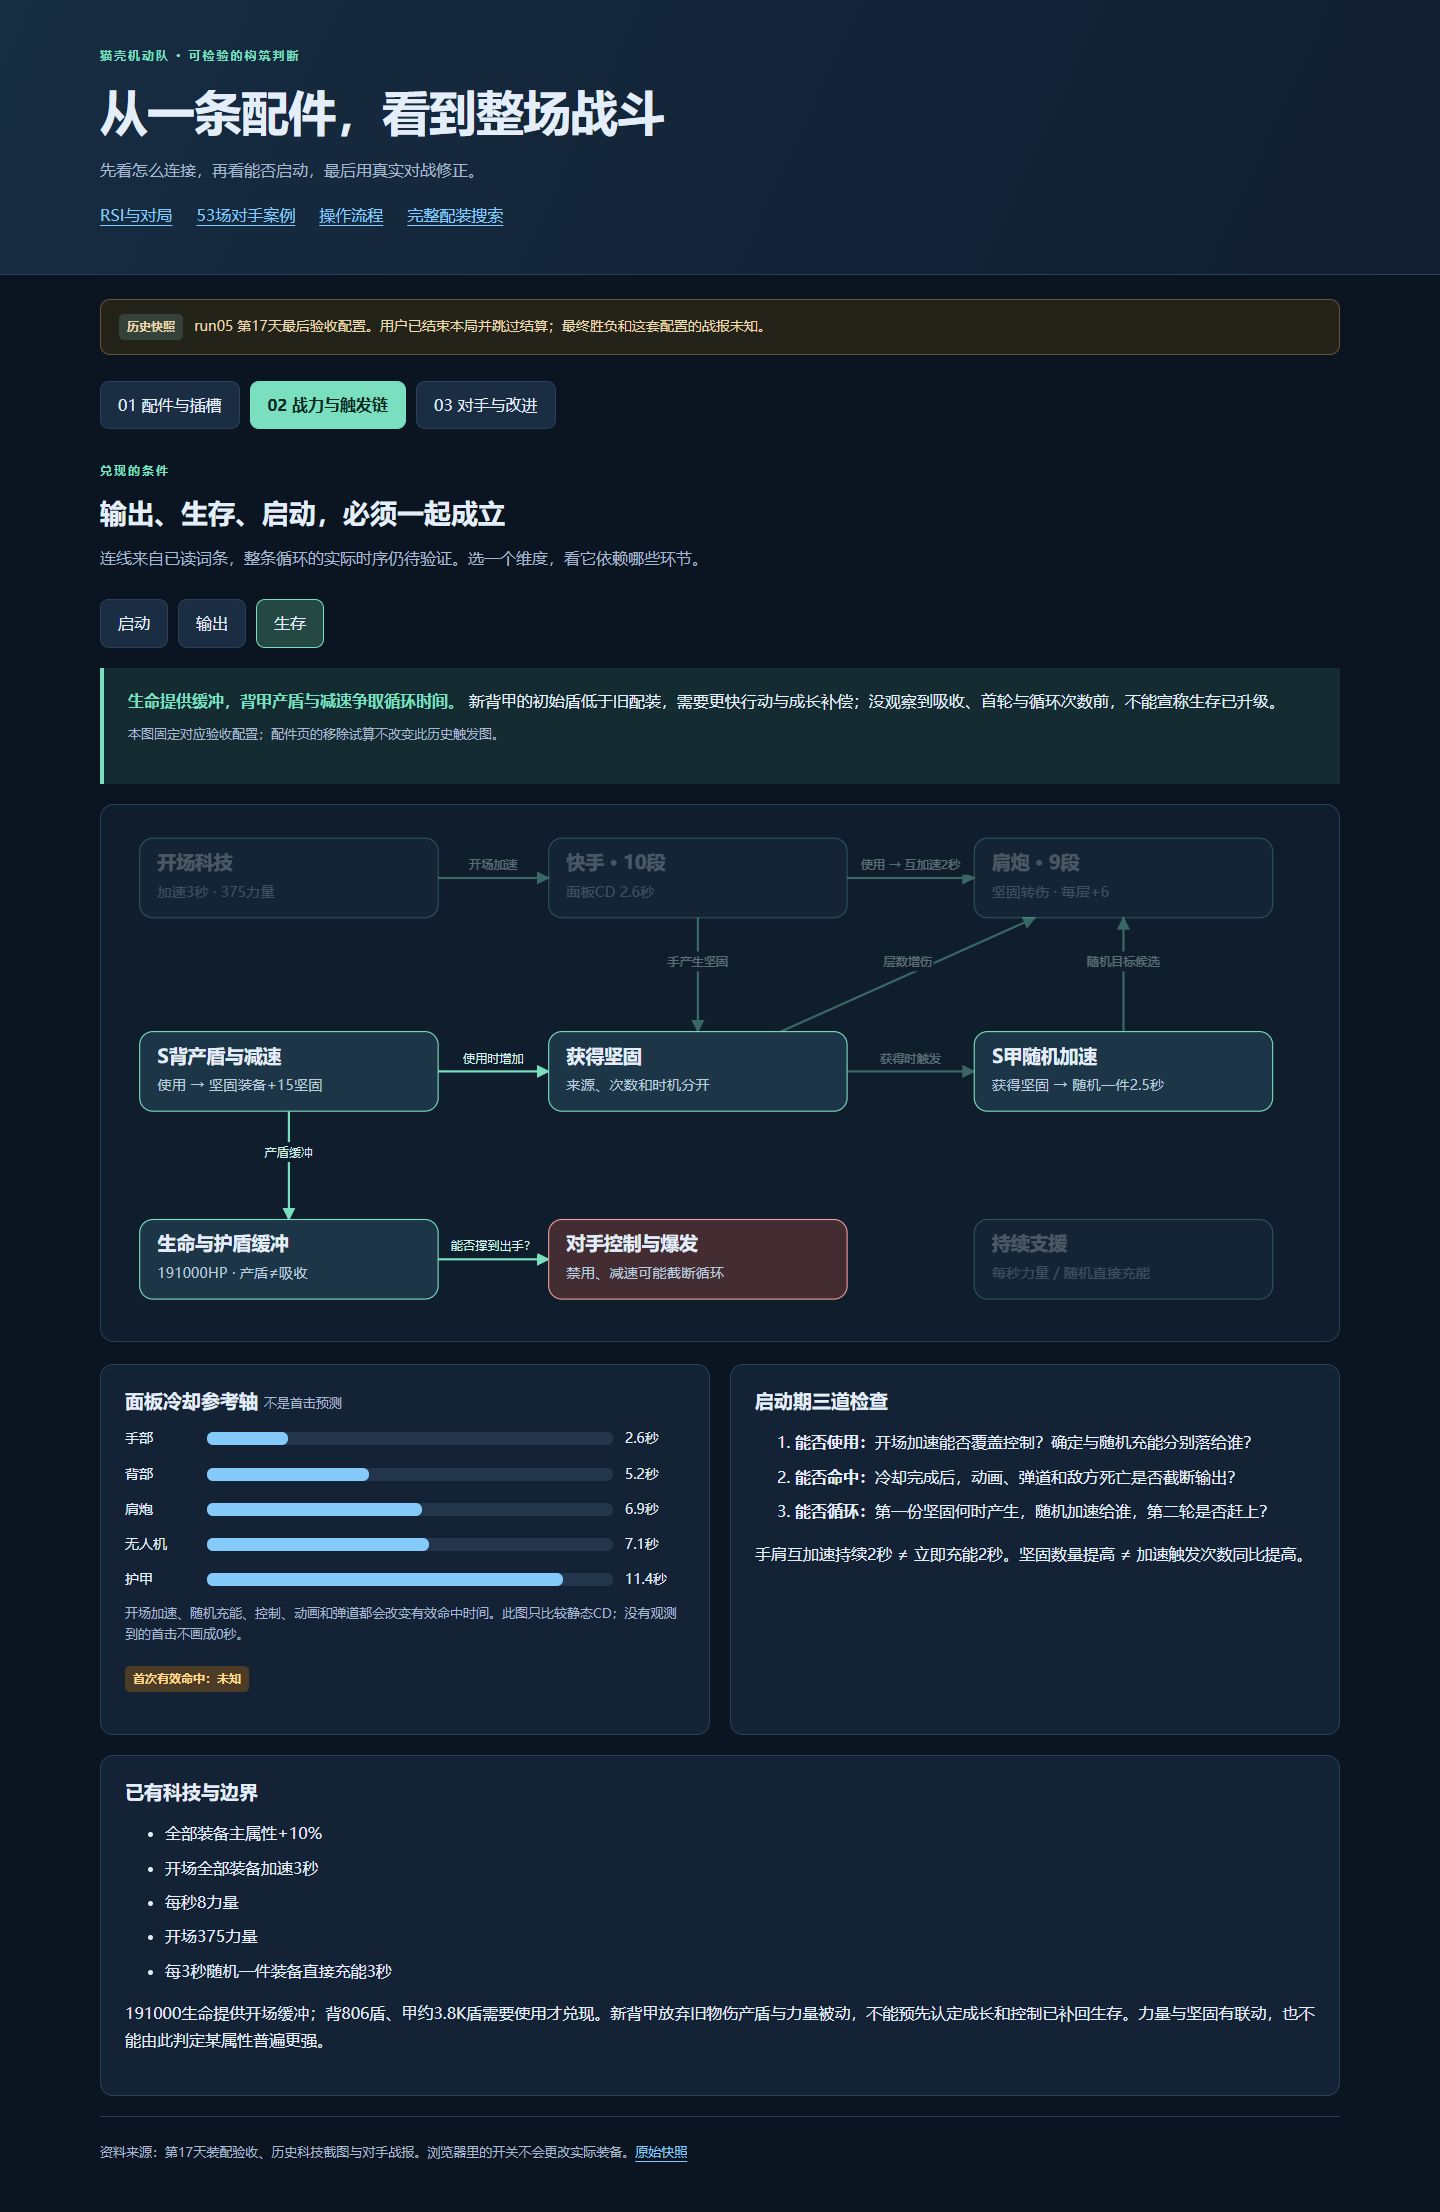 猫壳机动队 · 可检验的构筑判断
从一条配件，看到整场战斗
先看怎么连接，再看能否启动，最后用真实对战修正。
RSI与对局 53场对手案例 操作流程 完整配装搜索
历史快照 run05 第17天最后验收配置。用户已结束本局并跳过结算；最终胜负和这套配置的战报未知。
01 配件与插槽 02 战力与触发链 03 对手与改进
兑现的条件
输出、生存、启动，必须一起成立
连线来自已读词条，整条循环的实际时序仍待验证。选一个维度，看它依赖哪些环节。
启动 输出 生存
生命提供缓冲，背甲产盾与减速争取循环时间。 新背甲的初始盾低于旧配装，需要更快行动与成长补偿；没观察到吸收、首轮与循环次数前，不能宣称生存已升级。
本图固定对应验收配置；配件页的移除试算不改变此历史触发图。
开场科技
加速3秒 · 375力量
开场加速
快手 · 10段
面板CD 2.6秒
使用 → 互加速2秒
肩炮 · 9段
坚固转伤 · 每层+6
手产生坚固
层数增伤
随机目标候选
S背产盾与减速
使用 → 坚固装备+15坚固
使用时增加
获得坚固
来源、次数和时机分开
获得时触发
S甲随机加速
获得坚固 → 随机一件2.5秒
产盾缓冲
生命与护盾缓冲
191000HP · 产盾≠吸收
能否撑到出手?
对手控制与爆发
禁用、减速可能截断循环
持续支援
每秒力量 / 随机直接充能
面板冷却参考轴 不是首击预测
手部 2.6秒
背部 5.2秒
肩炮 6.9秒
无人机 7.1秒
护甲 11.4秒
开场加速、随机充能、控制、动画和弹道都会改变有效命中时间。此图只比较静态CD；没有观测
到的首击不画成0秒。
首次有效命中：未知
启动期三道检查
1. 能否使用：开场加速能否覆盖控制？确定与随机充能分别落给谁？
2. 能否命中：冷却完成后，动画、弹道和敌方死亡是否截断输出？
3. 能否循环：第一份坚固何时产生，随机加速给谁，第二轮是否赶上？
手肩互加速持续2秒 ≠ 立即充能2秒。坚固数量提高 ≠ 加速触发次数同比提高。
已有科技与边界
• 全部装备主属性+10%
• 开场全部装备加速3秒
• 每秒8力量
• 开场375力量
• 每3秒随机一件装备直接充能3秒
191000生命提供开场缓冲；背806盾、甲约3.8K盾需要使用才兑现。新背甲放弃旧物伤产盾与力量被动，不能预先认定成长和控制已补回生存。力量与坚固有联动，也不
能由此判定某属性普遍更强。
资料来源：第17天装配验收、历史科技截图与对手战报。浏览器里的开关不会更改实际装备。原始快照